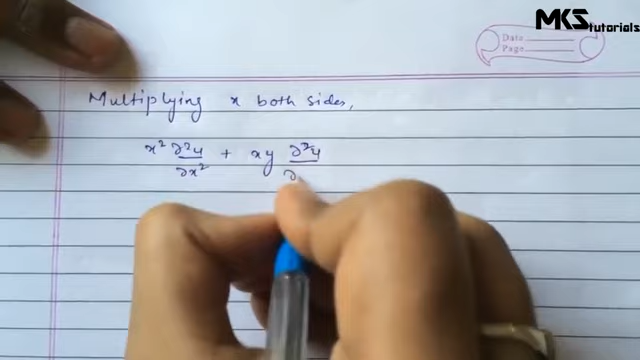 MKS tutorials
Date
Page
Multiplying x both sides,
x² ∂²u/∂x² + xy ∂²u/∂